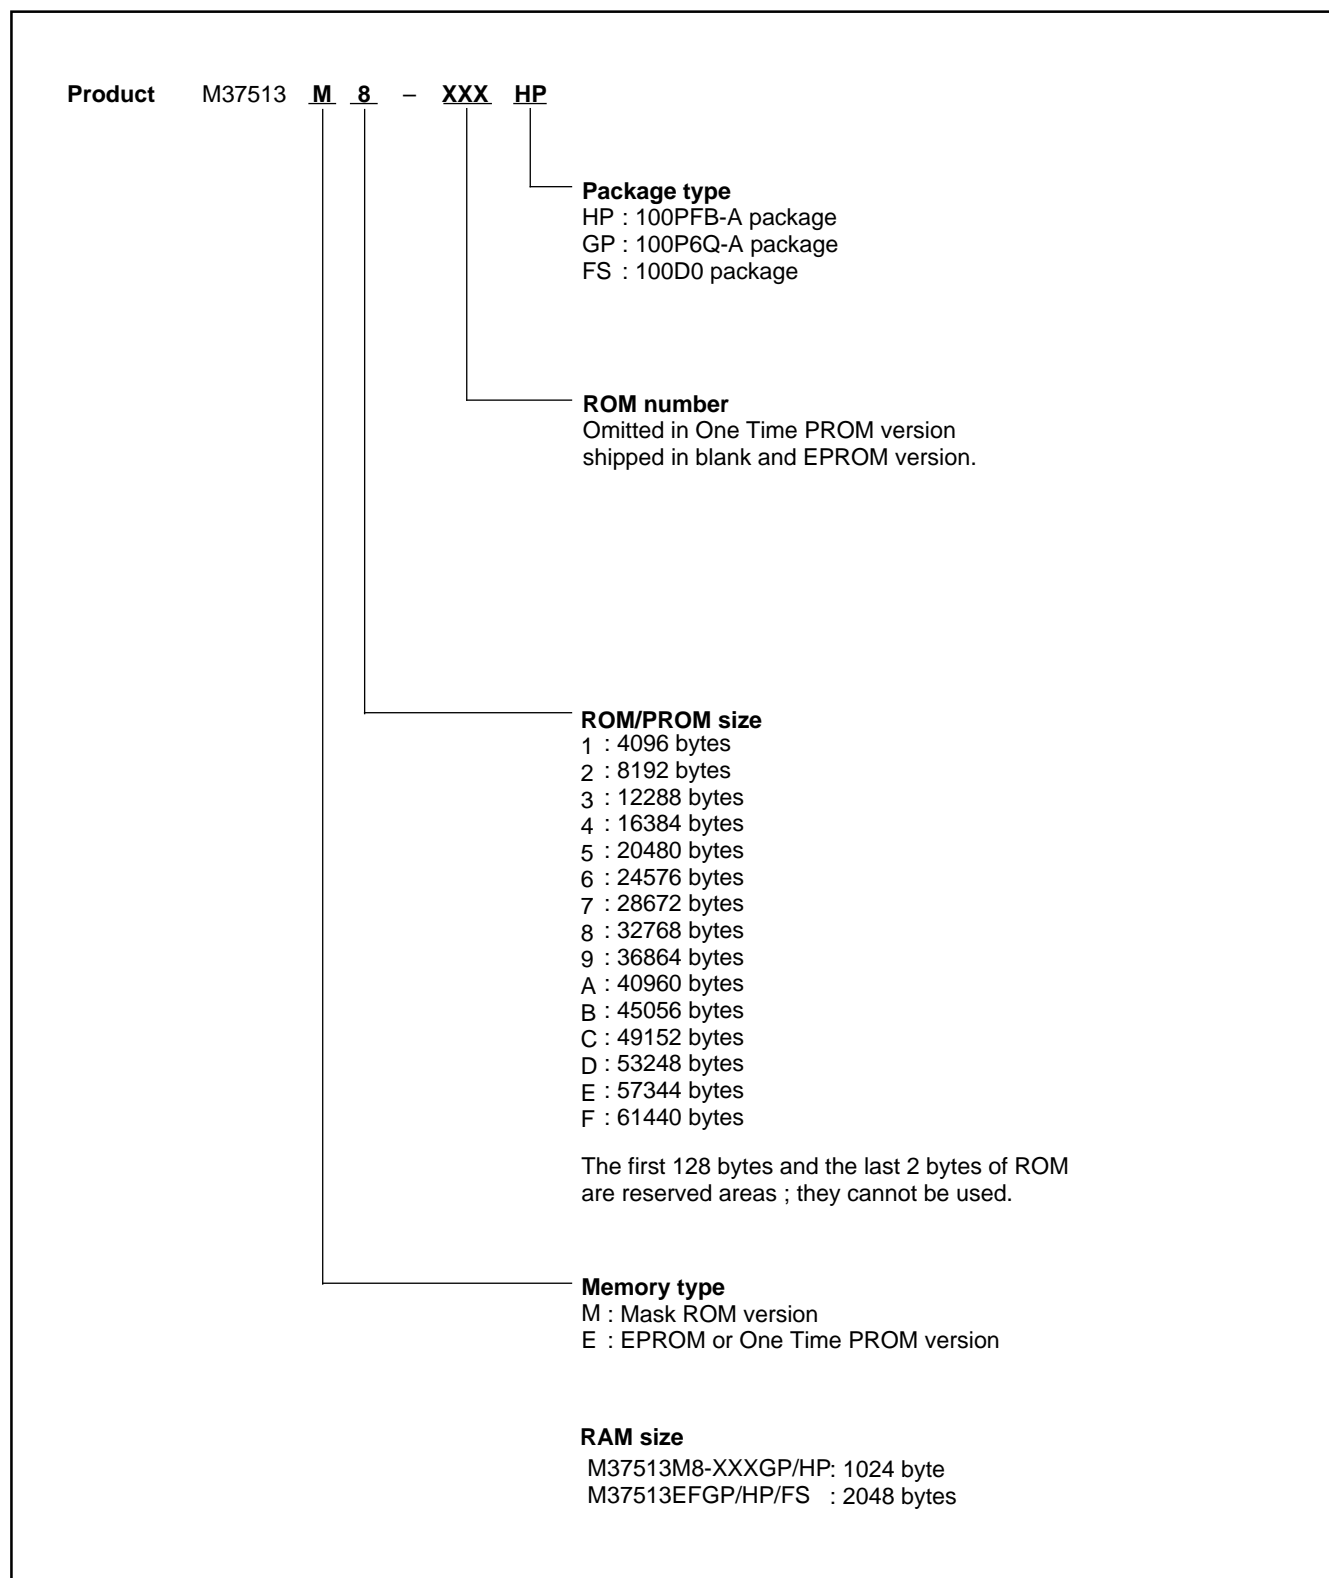 Product M37513 M 8 – XXX HP
Package type
HP : 100PFB-A package
GP : 100P6Q-A package
FS : 100D0 package
ROM number
Omitted in One Time PROM version
shipped in blank and EPROM version.
ROM/PROM size
1 : 4096 bytes
2 : 8192 bytes
3 : 12288 bytes
4 : 16384 bytes
5 : 20480 bytes
6 : 24576 bytes
7 : 28672 bytes
8 : 32768 bytes
9 : 36864 bytes
A : 40960 bytes
B : 45056 bytes
C : 49152 bytes
D : 53248 bytes
E : 57344 bytes
F : 61440 bytes
The first 128 bytes and the last 2 bytes of ROM
are reserved areas ; they cannot be used.
Memory type
M : Mask ROM version
E : EPROM or One Time PROM version
RAM size
M37513M8-XXXGP/HP: 1024 byte
M37513EFGP/HP/FS : 2048 bytes